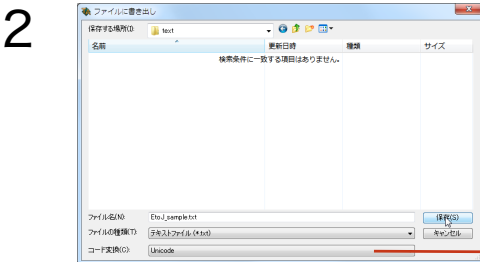 2
ファイルに書き出し
保存する場所(I): text
名前 更新日時 種類 サイズ
検索条件に一致する項目はありません。
ファイル名(N): EtoJ_sample.txt 保存(S)
ファイルの種類(T): テキストファイル (*.txt) キャンセル
コード変換(C): Unicode